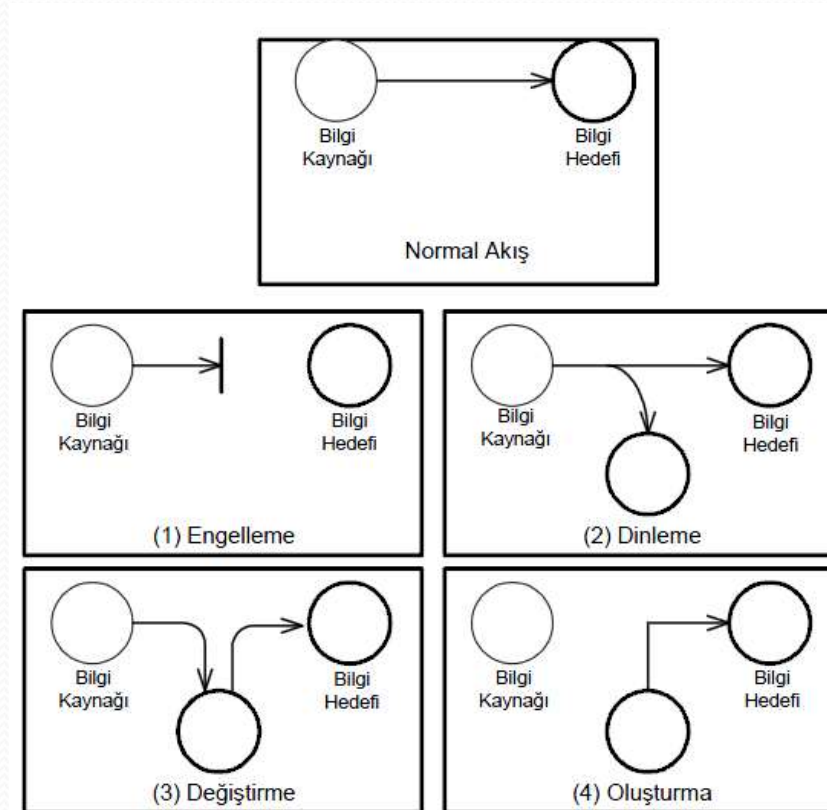 Bilgi
Kaynağı
Bilgi
Hedefi
Normal Akış
Bilgi
Kaynağı
Bilgi
Hedefi
(1) Engelleme
Bilgi
Kaynağı
Bilgi
Hedefi
(2) Dinleme
Bilgi
Kaynağı
Bilgi
Hedefi
(3) Değiştirme
Bilgi
Kaynağı
Bilgi
Hedefi
(4) Oluşturma